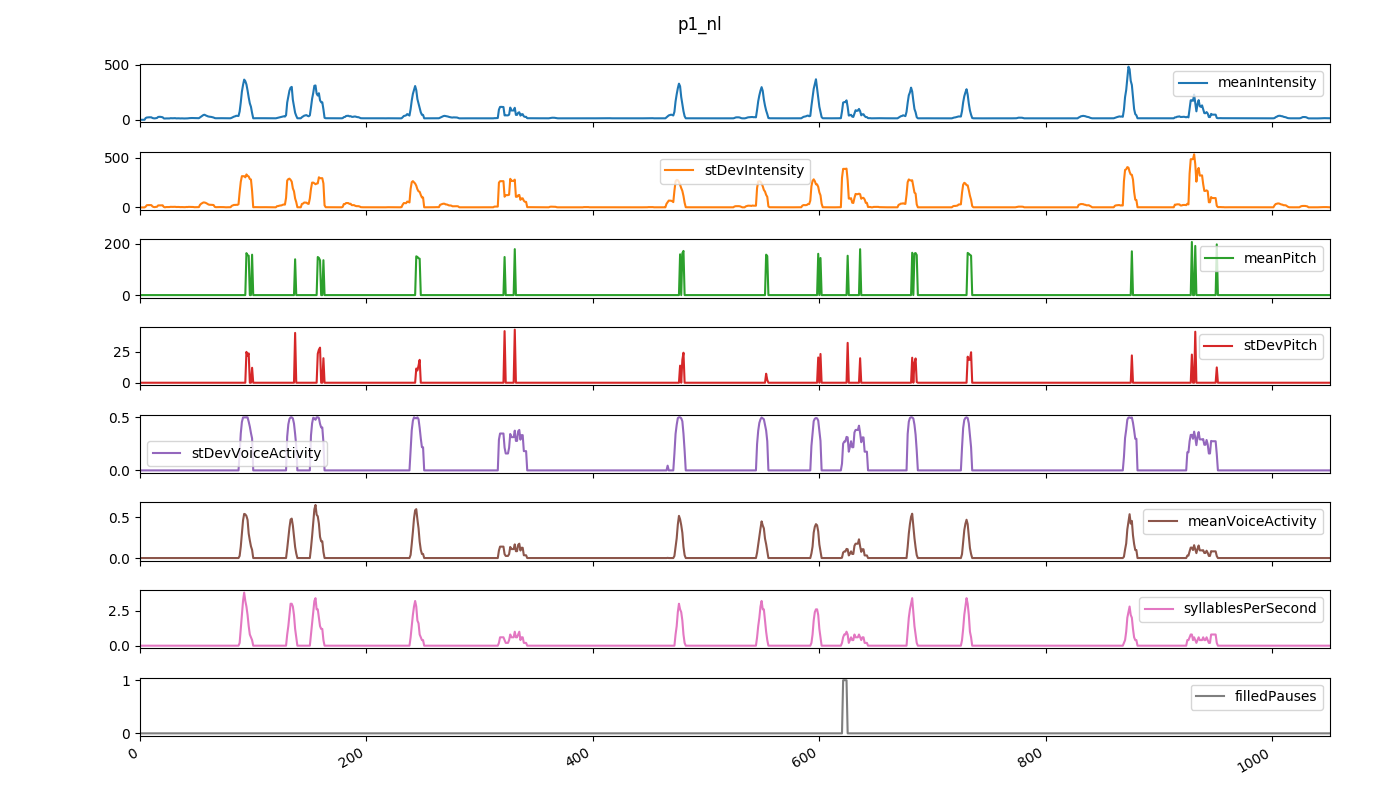 p1_nl
500
0
meanIntensity
500
0
stDevIntensity
200
0
meanPitch
25
0
stDevPitch
0.5
0.0
stDevVoiceActivity
0.5
0.0
meanVoiceActivity
2.5
0.0
syllablesPerSecond
1
0
filledPauses
0 200 400 600 800 1000